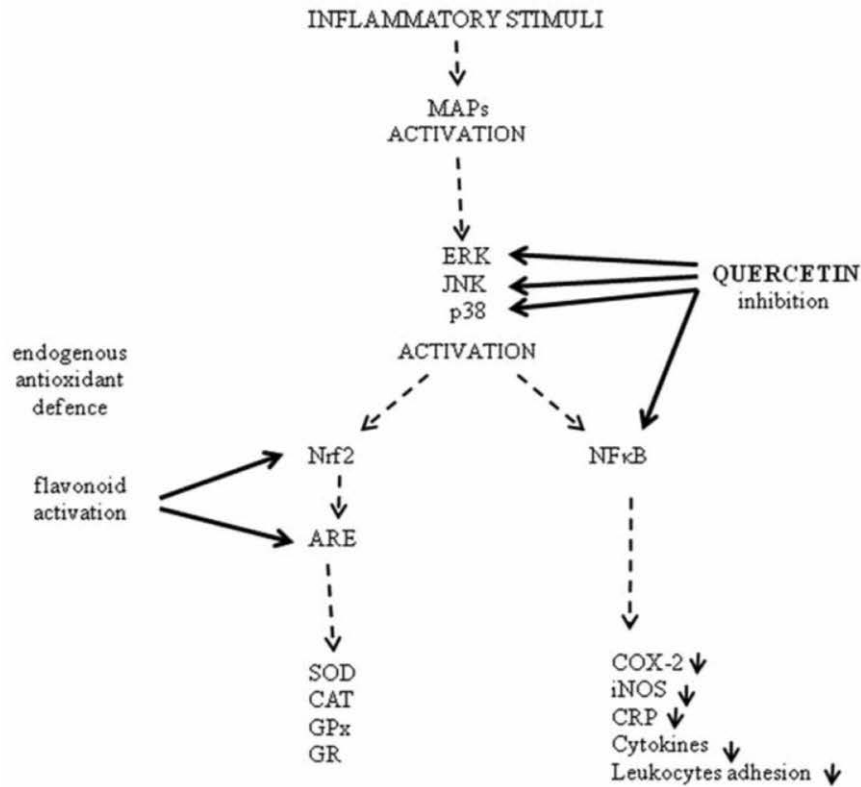 INFLAMMATORY STIMULI
MAPs
ACTIVATION
ERK
JNK
p38
QUERCETIN
inhibition
ACTIVATION
endogenous
antioxidant
defence
Nrf2
NFκB
flavonoid
activation
ARE
SOD
CAT
GPx
GR
COX-2
iNOS
CRP
Cytokines
Leukocytes adhesion